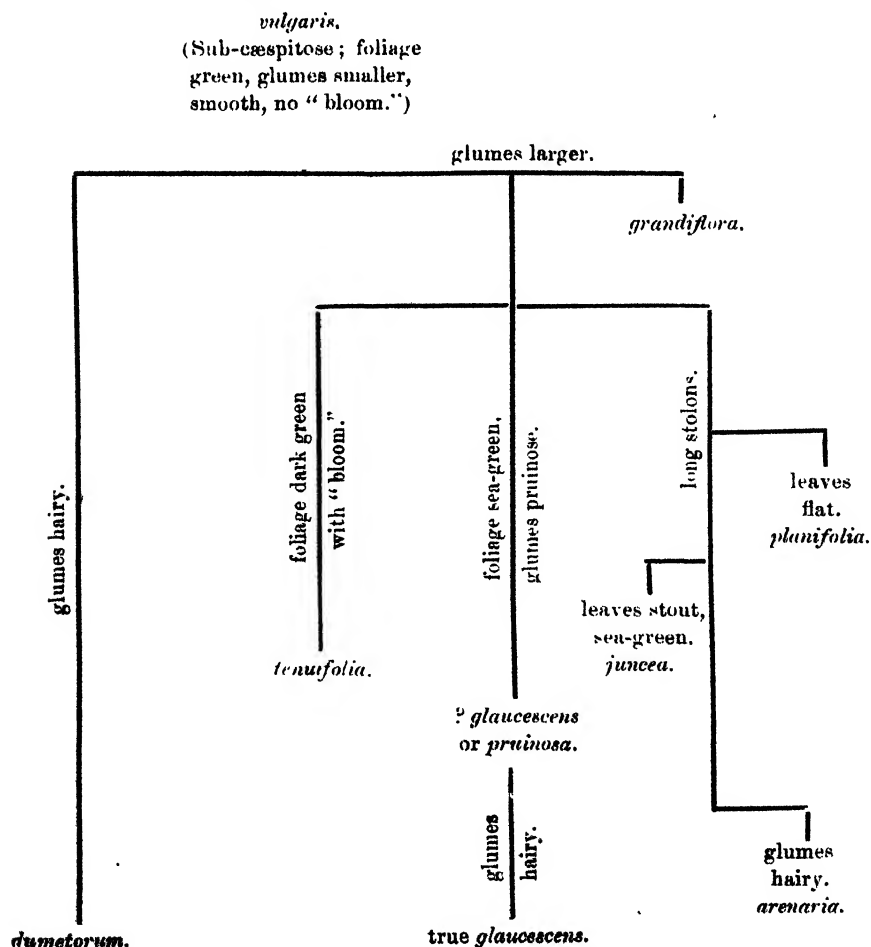 vulgaris.
(Sub-cæspitose; foliage
green, glumes smaller,
smooth, no “bloom.”)
glumes larger.
grandiflora.
glumes hairy.
foliage dark green
with “bloom.”
foliage sea-green.
glumes pruinose.
long stolons.
leaves
flat.
planifolia.
leaves stout,
sea-green.
juncea.
tenuifolia.
? glaucescens
or pruinosa.
glumes
hairy.
glumes
hairy.
arenaria.
dumetorum.
true glaucescens.